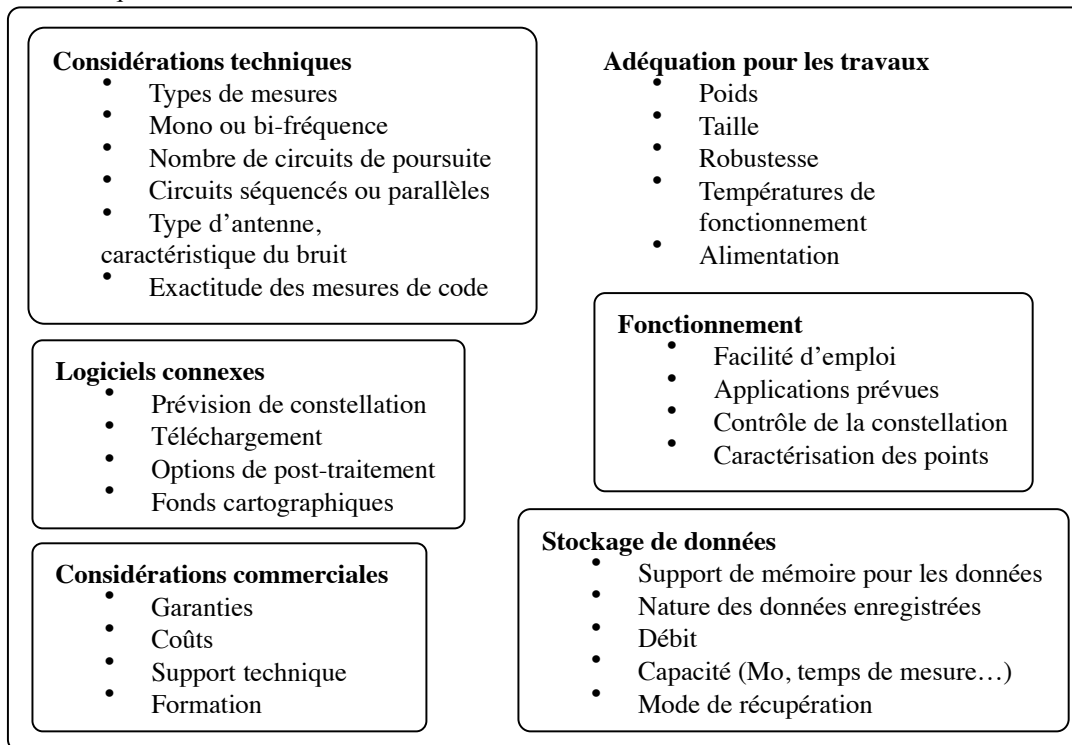 Considérations techniques
• Types de mesures
• Mono ou bi-fréquence
• Nombre de circuits de poursuite
• Circuits séquencés ou parallèles
• Type d’antenne,
caractéristique du bruit
• Exactitude des mesures de code
Adéquation pour les travaux
• Poids
• Taille
• Robustesse
• Températures de
fonctionnement
• Alimentation
Logiciels connexes
• Prévision de constellation
• Téléchargement
• Options de post-traitement
• Fonds cartographiques
Fonctionnement
• Facilité d’emploi
• Applications prévues
• Contrôle de la constellation
• Caractérisation des points
Considérations commerciales
• Garanties
• Coûts
• Support technique
• Formation
Stockage de données
• Support de mémoire pour les données
• Nature des données enregistrées
• Débit
• Capacité (Mo, temps de mesure…)
• Mode de récupération